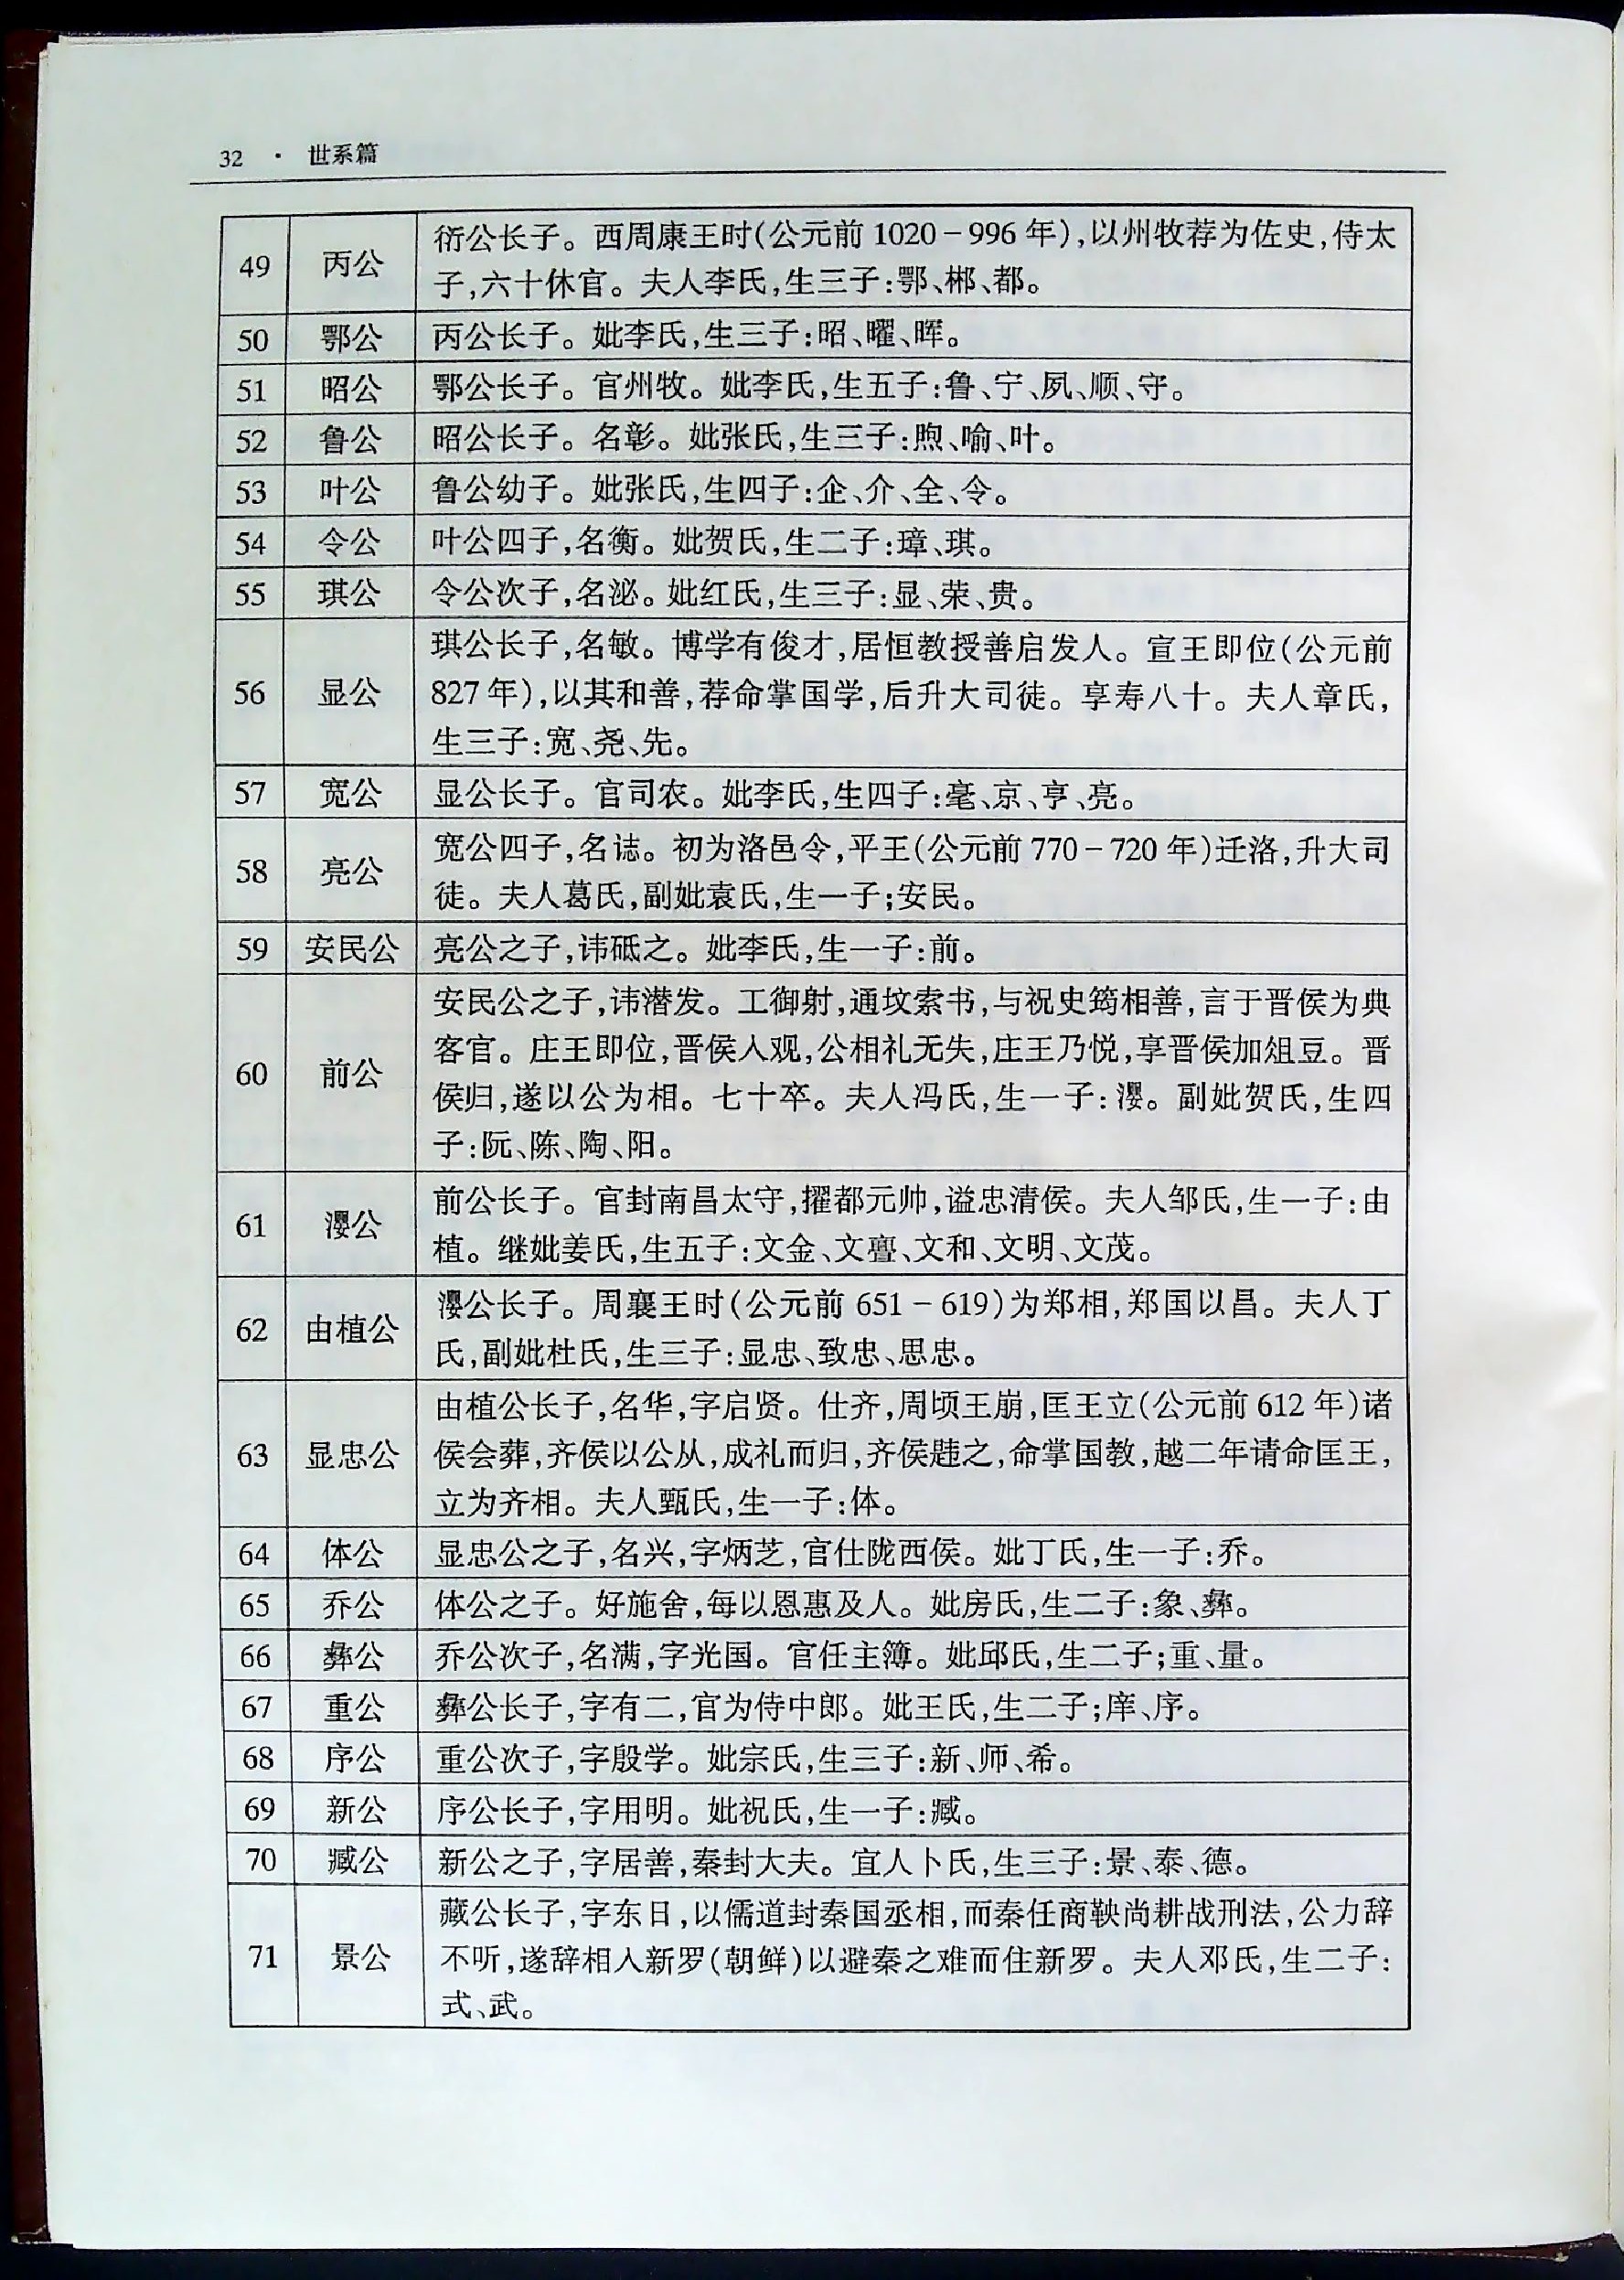 32 · 世系篇
49 丙公 衍公长子。西周康王时(公元前 1020－996 年),以州牧荐为佐史,侍太
子,六十休官。夫人李氏,生三子:鄂、郴、都。
50 鄂公 丙公长子。妣李氏,生三子:昭、曜、晖。
51 昭公 鄂公长子。官州牧。妣李氏,生五子:鲁、宁、夙、顺、守。
52 鲁公 昭公长子。名彰。妣张氏,生三子:煦、喻、叶。
53 叶公 鲁公幼子。妣张氏,生四子:企、介、全、令。
54 令公 叶公四子,名衡。妣贺氏,生二子:璋、琪。
55 琪公 令公次子,名泌。妣红氏,生三子:显、荣、贵。
56 显公 琪公长子,名敏。博学有俊才,居恒教授善启发人。宣王即位(公元前
827 年),以其和善,荐命掌国学,后升大司徒。享寿八十。夫人章氏,
生三子:宽、尧、先。
57 宽公 显公长子。官司农。妣李氏,生四子:毫、京、亨、亮。
58 亮公 宽公四子,名誌。初为洛邑令,平王(公元前 770－720 年)迁洛,升大司
徒。夫人葛氏,副妣袁氏,生一子;安民。
59 安民公 亮公之子,讳砥之。妣李氏,生一子:前。
60 前公 安民公之子,讳潜发。工御射,通坟索书,与祝史筠相善,言于晋侯为典
客官。庄王即位,晋侯入观,公相礼无失,庄王乃悦,享晋侯加俎豆。晋
侯归,遂以公为相。七十卒。夫人冯氏,生一子:瀴。副妣贺氏,生四
子:阮、陈、陶、阳。
61 瀴公 前公长子。官封南昌太守,擢都元帅,谥忠清侯。夫人邹氏,生一子:由
植。继妣姜氏,生五子:文金、文亹、文和、文明、文茂。
62 由植公 瀴公长子。周襄王时(公元前 651－619)为郑相,郑国以昌。夫人丁
氏,副妣杜氏,生三子:显忠、致忠、思忠。
63 显忠公 由植公长子,名华,字启贤。仕齐,周顷王崩,匡王立(公元前 612 年)诸
侯会葬,齐侯以公从,成礼而归,齐侯韪之,命掌国教,越二年请命匡王,
立为齐相。夫人甄氏,生一子:体。
64 体公 显忠公之子,名兴,字炳芝,官仕陇西侯。妣丁氏,生一子:乔。
65 乔公 体公之子。好施舍,每以恩惠及人。妣房氏,生二子:象、彝。
66 彝公 乔公次子,名满,字光国。官任主簿。妣邱氏,生二子;重、量。
67 重公 彝公长子,字有二,官为侍中郎。妣王氏,生二子;庠、序。
68 序公 重公次子,字殷学。妣宗氏,生三子:新、师、希。
69 新公 序公长子,字用明。妣祝氏,生一子:臧。
70 臧公 新公之子,字居善,秦封大夫。宜人卜氏,生三子:景、泰、德。
71 景公 藏公长子,字东日,以儒道封秦国丞相,而秦任商鞅尚耕战刑法,公力辞
不听,遂辞相入新罗(朝鲜)以避秦之难而住新罗。夫人邓氏,生二子:
式、武。